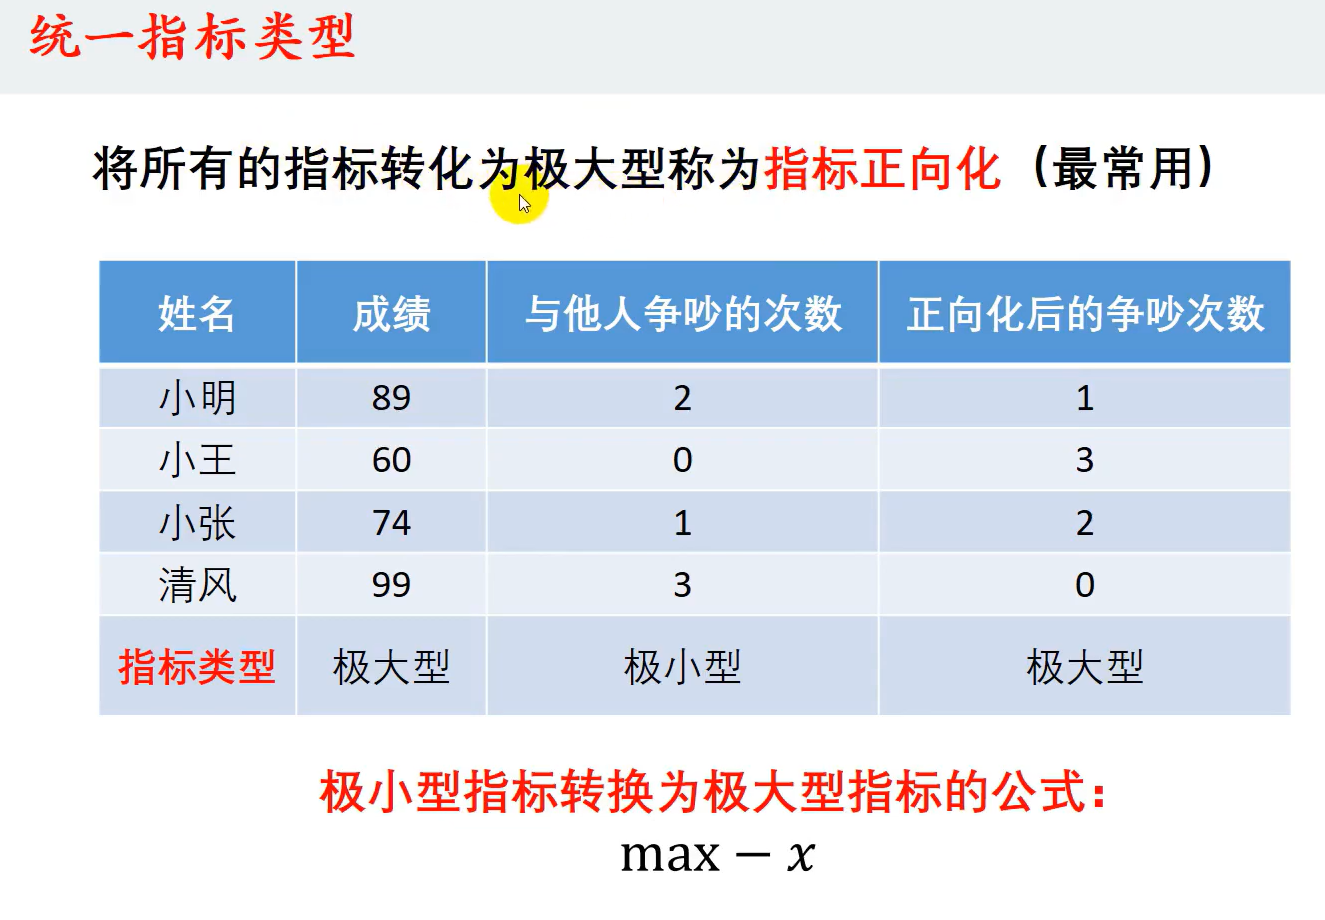 统一指标类型
将所有的指标转化为极大型称为指标正向化（最常用）
姓名 成绩 与他人争吵的次数 正向化后的争吵次数
小明 89 2 1
小王 60 0 3
小张 74 1 2
清风 99 3 0
指标类型 极大型 极小型 极大型
极小型指标转换为极大型指标的公式：
max − x